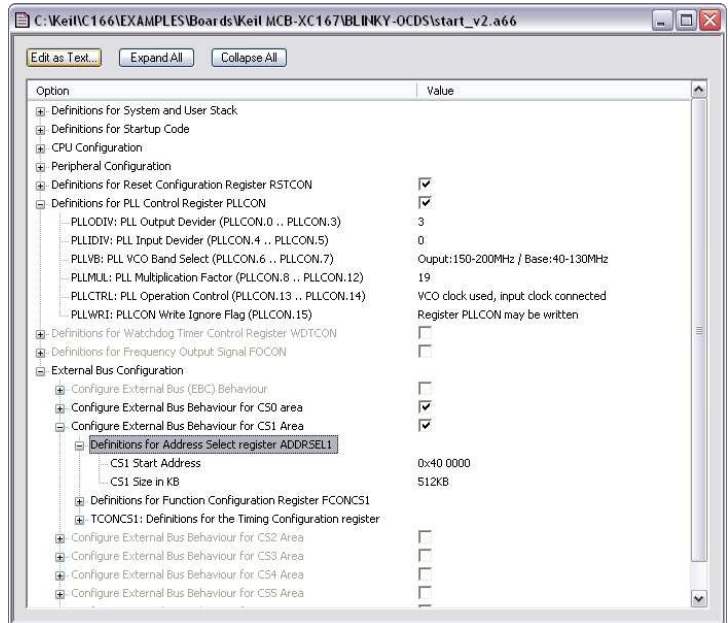 C:\Keil\C166\EXAMPLES\Boards\Keil MCB-XC167\BLINKY-OCDS\start_v2.a66
Edit as Text... Expand All Collapse All
Option Value
Definitions for System and User Stack
Definitions for Startup Code
CPU Configuration
Peripheral Configuration
Definitions for Reset Configuration Register RSTCON
Definitions for PLL Control Register PLLCON
PLLODIV: PLL Output Devider (PLLCON.0 .. PLLCON.3) 3
PLLIDIV: PLL Input Devider (PLLCON.4 .. PLLCON.5) 0
PLLVB: PLL VCO Band Select (PLLCON.6 .. PLLCON.7) Ouput:150-200MHz / Base:40-130MHz
PLLMUL: PLL Multiplication Factor (PLLCON.8 .. PLLCON.12) 19
PLLCTRL: PLL Operation Control (PLLCON.13 .. PLLCON.14) VCO clock used, input clock connected
PLLWRI: PLLCON Write Ignore Flag (PLLCON.15) Register PLLCON may be written
Definitions for Watchdog Timer Control Register WDTCON
Definitions for Frequency Output Signal FOCON
External Bus Configuration
Configure External Bus (EBC) Behaviour
Configure External Bus Behaviour for CS0 area
Configure External Bus Behaviour for CS1 Area
Definitions for Address Select register ADDRSEL1
CS1 Start Address 0x40 0000
CS1 Size in KB 512KB
Definitions for Function Configuration Register FCONCS1
TCONCS1: Definitions for the Timing Configuration register
Configure External Bus Behaviour for CS2 Area
Configure External Bus Behaviour for CS3 Area
Configure External Bus Behaviour for CS4 Area
Configure External Bus Behaviour for CS5 Area